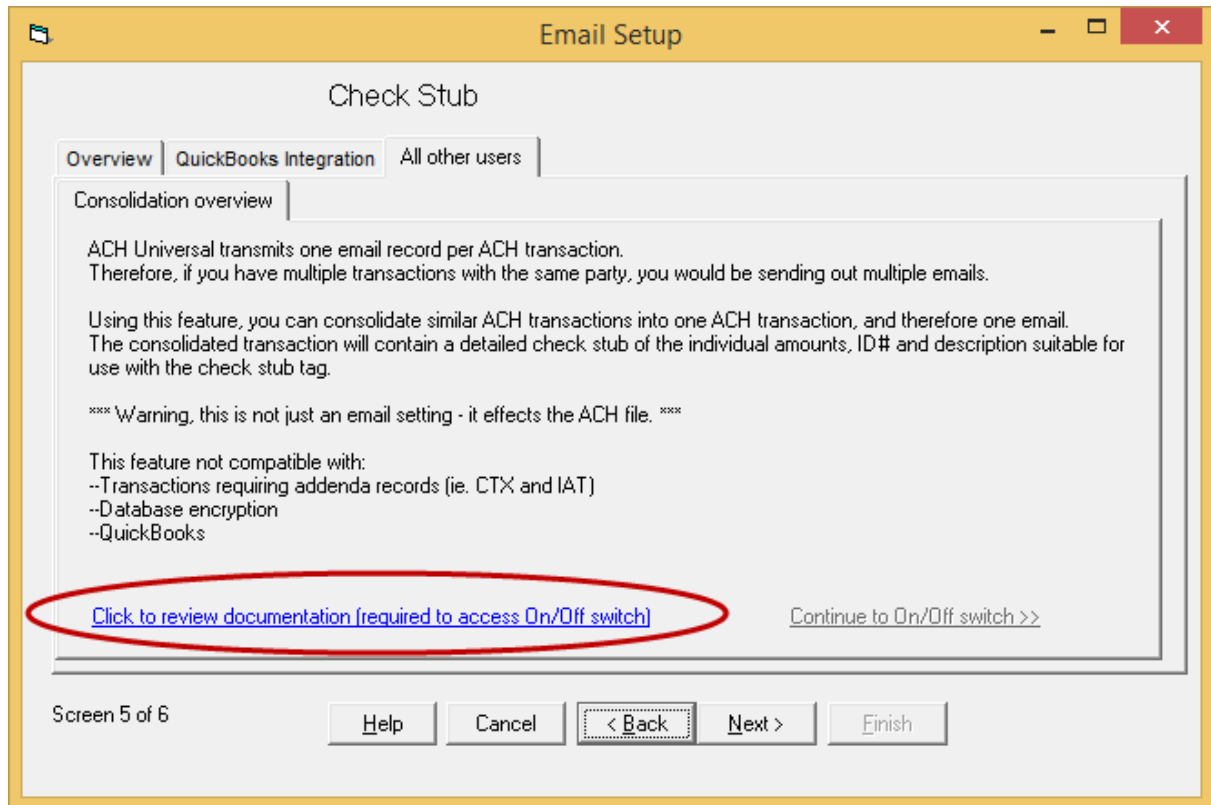 Email Setup
Check Stub
Overview
QuickBooks Integration
All other users
Consolidation overview
ACH Universal transmits one email record per ACH transaction.
Therefore, if you have multiple transactions with the same party, you would be sending out multiple emails.
Using this feature, you can consolidate similar ACH transactions into one ACH transaction, and therefore one email.
The consolidated transaction will contain a detailed check stub of the individual amounts, ID# and description suitable for
use with the check stub tag.
*** Warning, this is not just an email setting - it effects the ACH file. ***
This feature not compatible with:
--Transactions requiring addenda records (ie. CTX and IAT)
--Database encryption
--QuickBooks
Click to review documentation (required to access On/Off switch)
Continue to On/Off switch >>
Screen 5 of 6
Help
Cancel
< Back
Next >
Finish